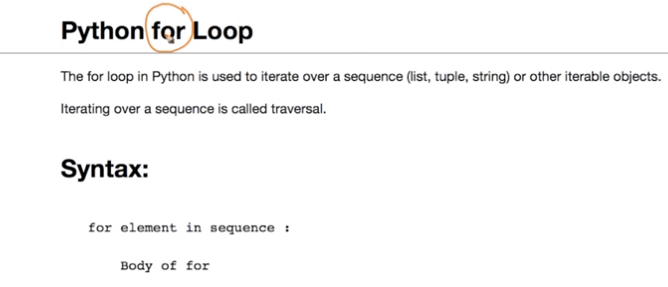 Python for Loop
The for loop in Python is used to iterate over a sequence (list, tuple, string) or other iterable objects.
Iterating over a sequence is called traversal.
Syntax:
for element in sequence :
Body of for